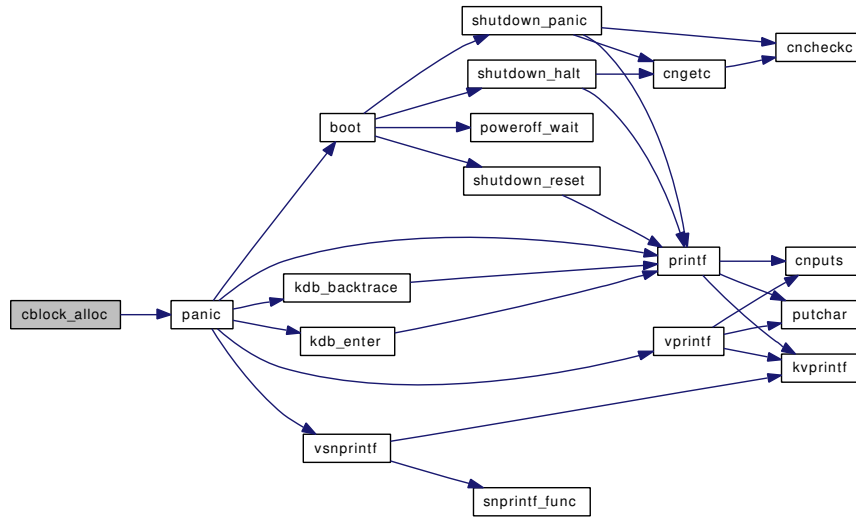 shutdown_panic
cncheckc
shutdown_halt
cngetc
boot
poweroff_wait
shutdown_reset
printf
cnputs
kdb_backtrace
cblock_alloc
panic
putchar
kdb_enter
vprintf
kvprintf
vsnprintf
snprintf_func